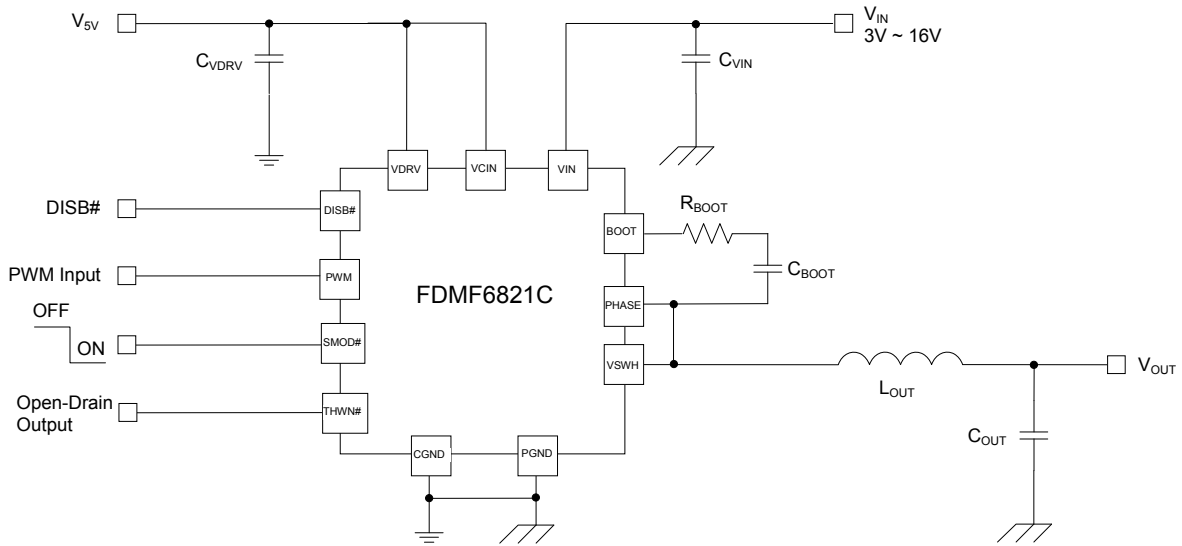 V5V
CVDRV
CVIN
VIN
3V ~ 16V
VDRV
VCIN
VIN
DISB#
DISB#
BOOT
RBOOT
CBOOT
PWM Input
PWM
FDMF6821C
PHASE
OFF
ON
SMOD#
VSWH
LOUT
VOUT
Open-Drain
Output
THWN#
CGND
PGND
COUT